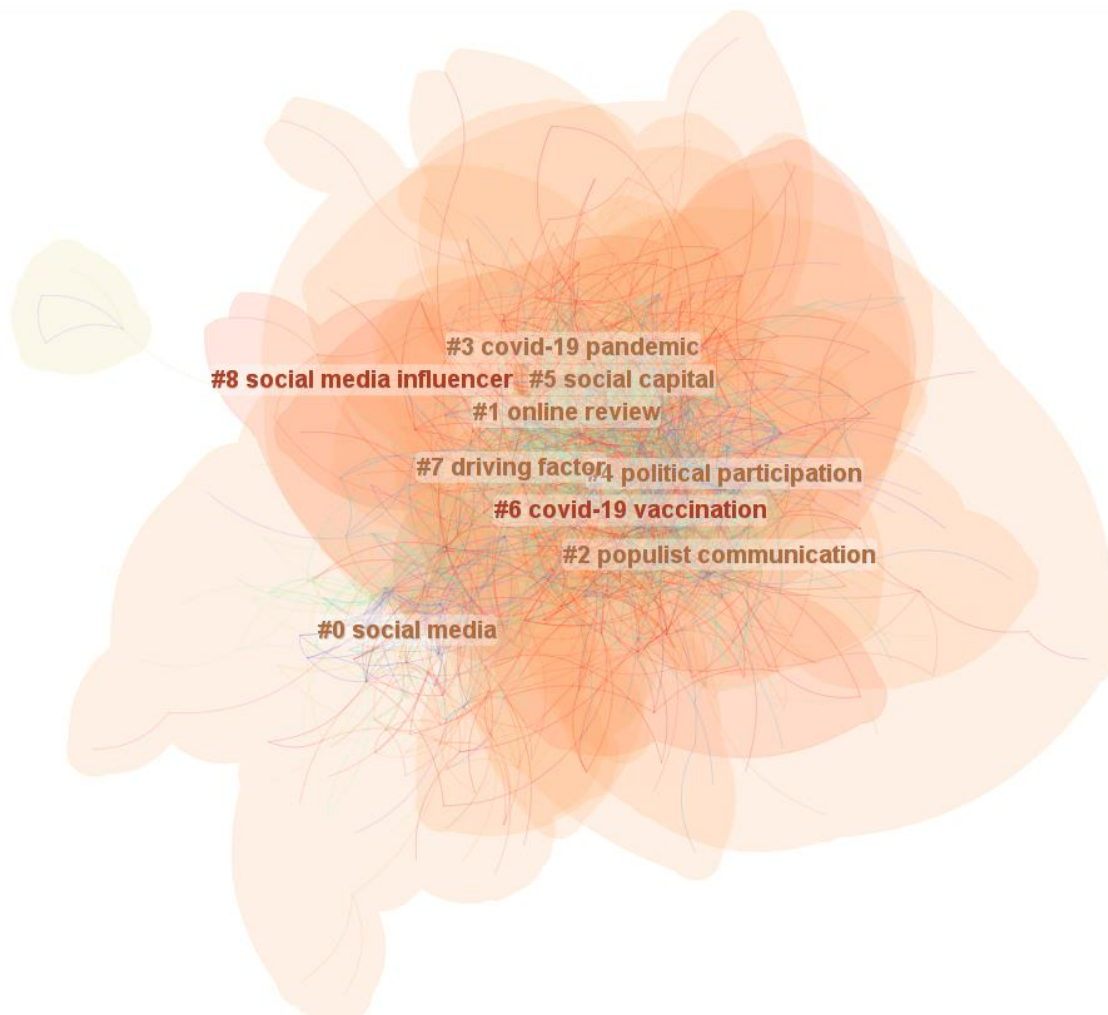 #3 covid-19 pandemic
#8 social media influencer
#5 social capital
#1 online review
#7 driving factor
#4 political participation
#6 covid-19 vaccination
#2 populist communication
#0 social media